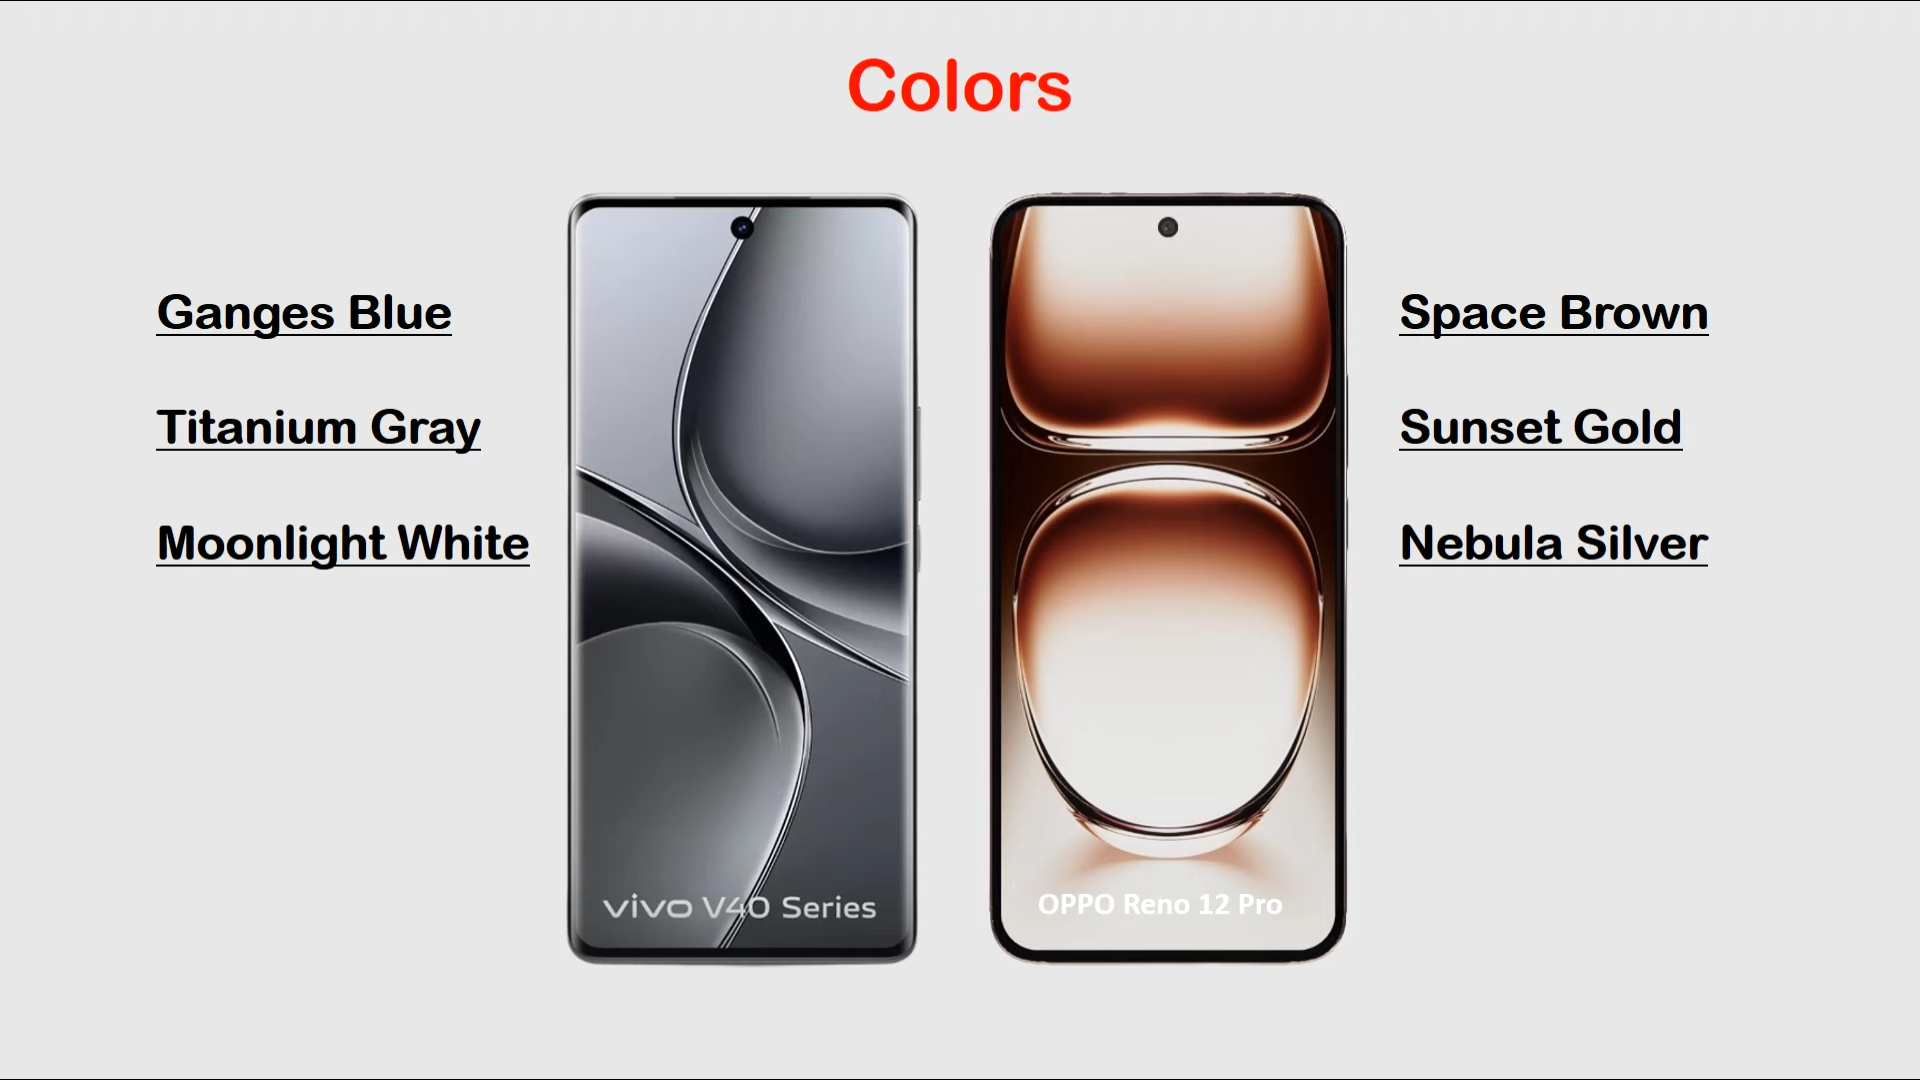 Colors
Ganges Blue
Titanium Gray
Moonlight White
vivo V40 Series
OPPO Reno 12 Pro
Space Brown
Sunset Gold
Nebula Silver